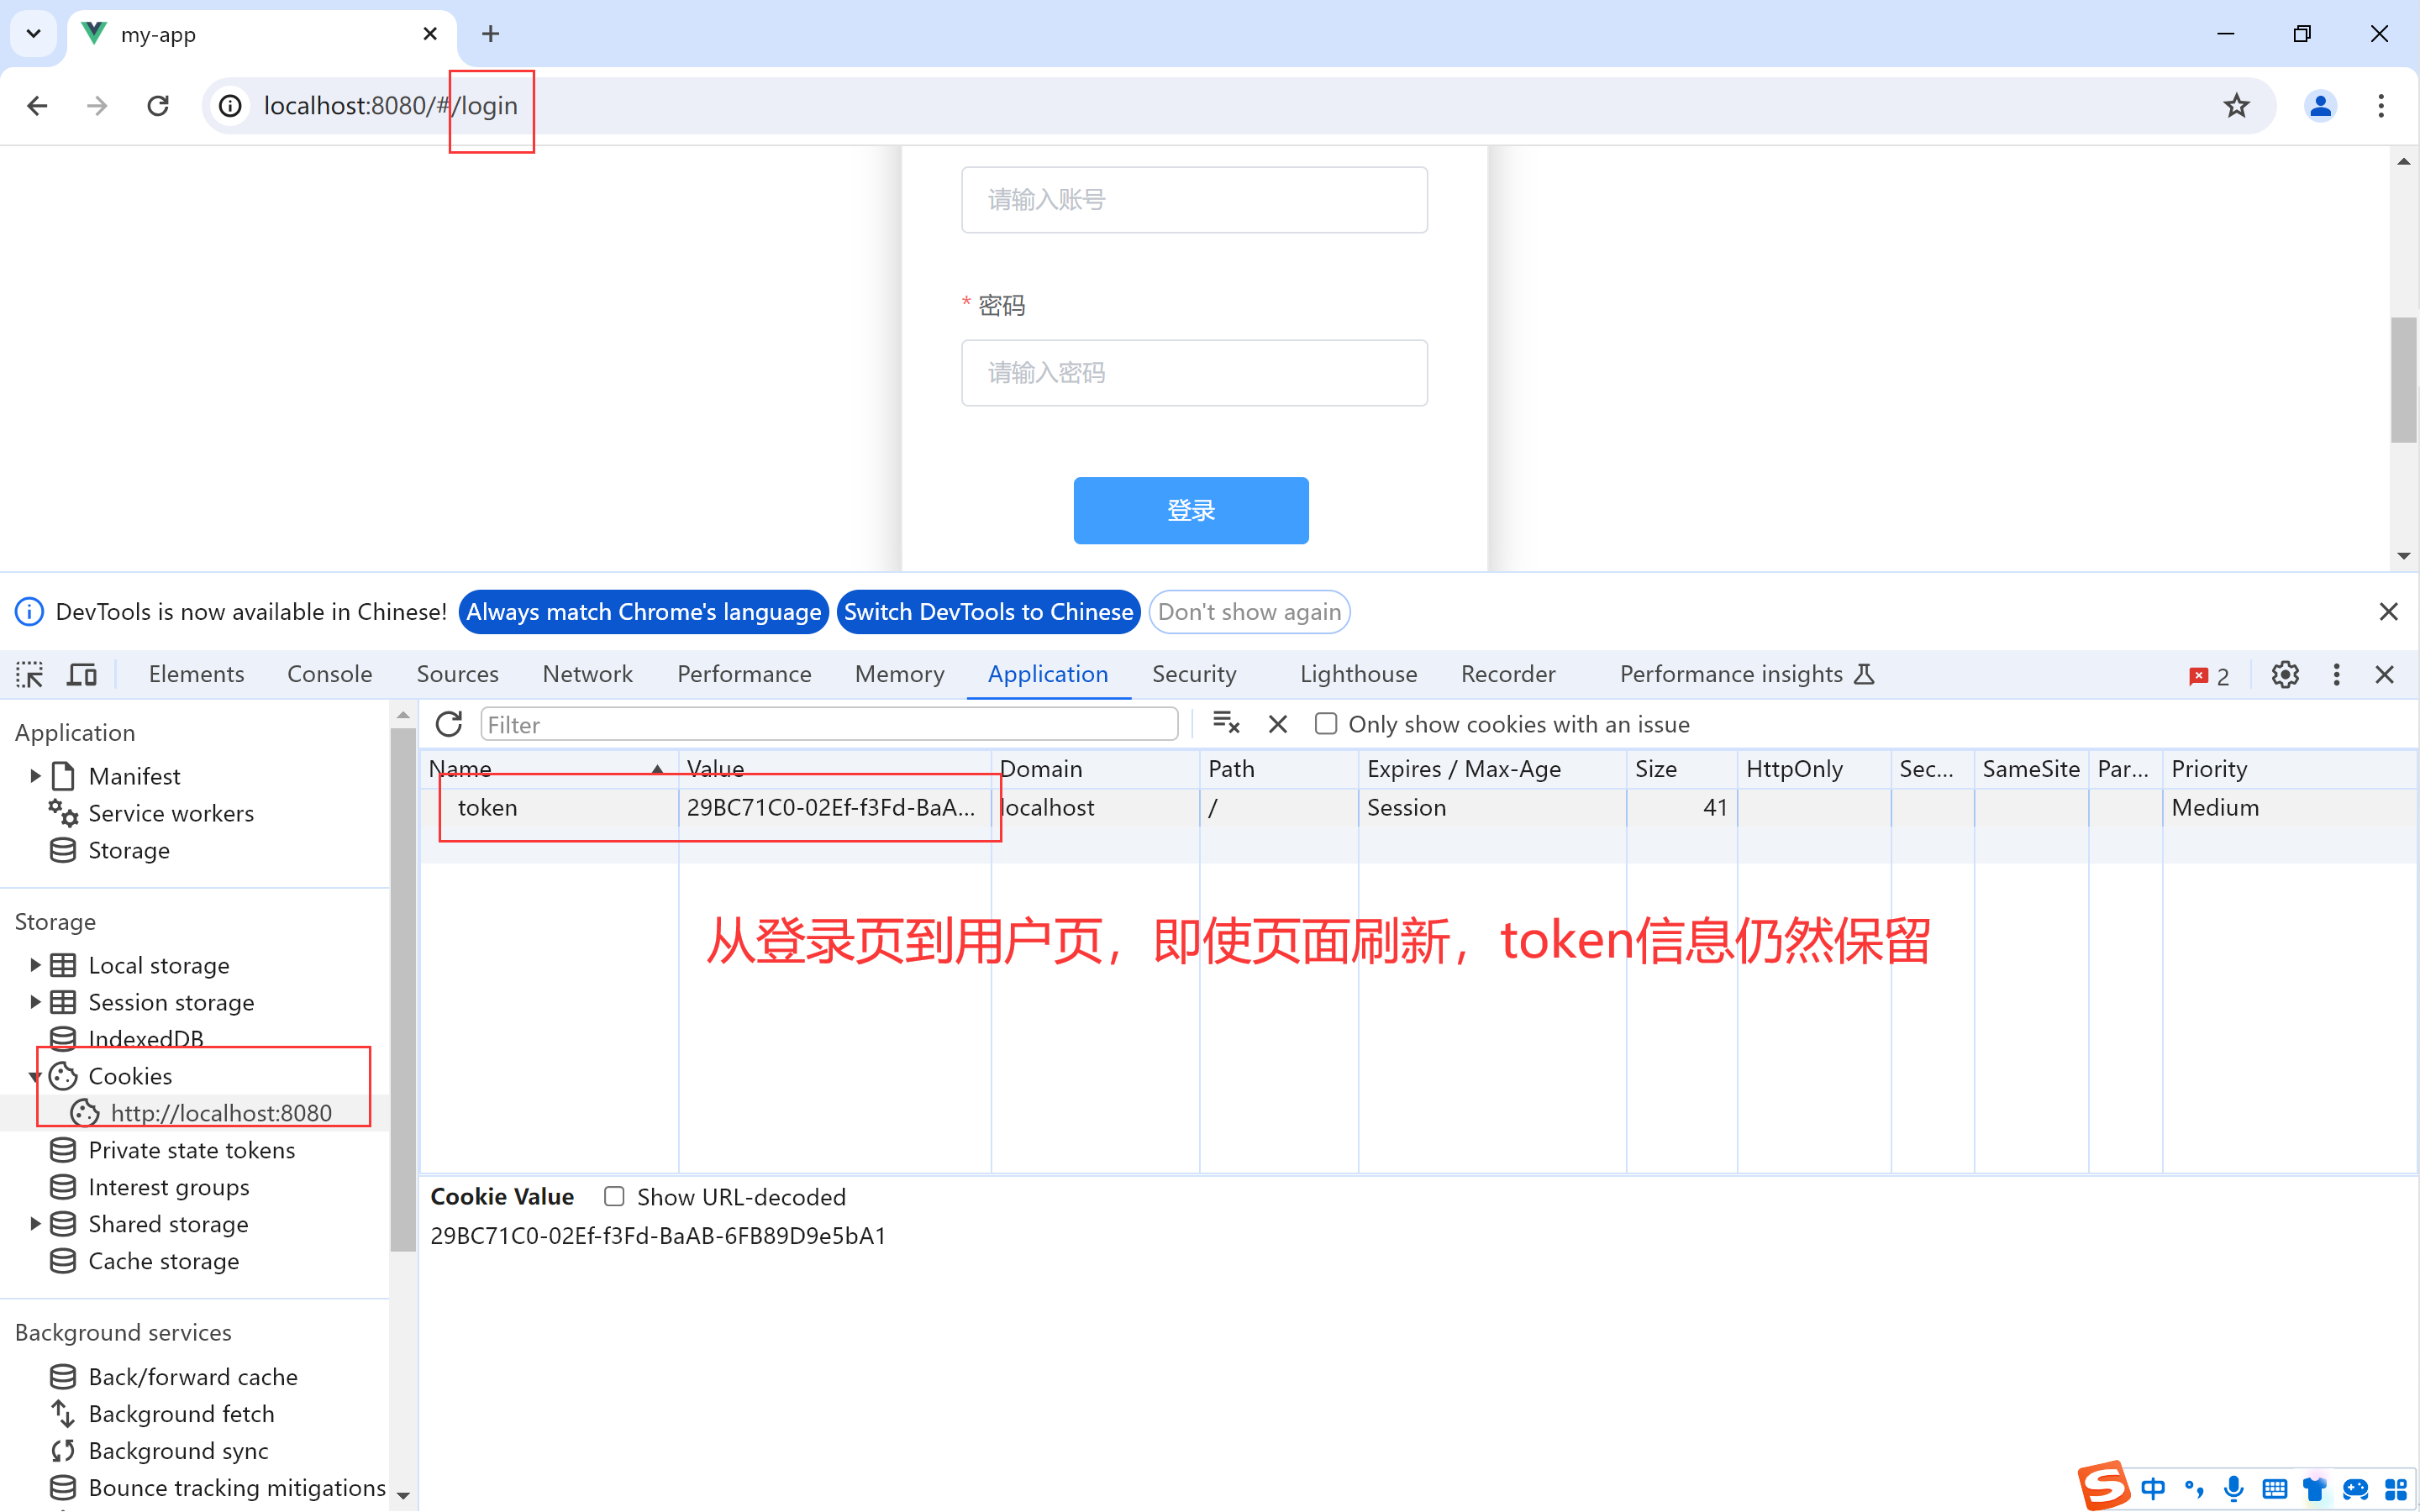 my-app
localhost:8080/#/login
请输入账号
* 密码
请输入密码
登录
DevTools is now available in Chinese! Always match Chrome's language Switch DevTools to Chinese Don't show again
Elements Console Sources Network Performance Memory Application Security Lighthouse Recorder Performance insights 2
Application
Manifest
Service workers
Storage
Storage
Local storage
Session storage
IndexedDB
Cookies
http://localhost:8080
Private state tokens
Interest groups
Shared storage
Cache storage
Background services
Back/forward cache
Background fetch
Background sync
Bounce tracking mitigations
Filter Only show cookies with an issue
Name Value Domain Path Expires / Max-Age Size HttpOnly Sec... SameSite Par... Priority
token 29BC71C0-02Ef-f3Fd-BaA... localhost / Session 41 Medium
从登录页到用户页，即使页面刷新，token信息仍然保留
Cookie Value Show URL-decoded
29BC71C0-02Ef-f3Fd-BaAB-6FB89D9e5bA1
中